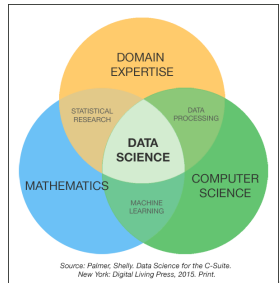 DOMAIN
EXPERTISE
STATISTICAL
RESEARCH
DATA
PROCESSING
DATA
SCIENCE
MATHEMATICS
COMPUTER
SCIENCE
MACHINE
LEARNING
Source: Palmer, Shelly. Data Science for the C-Suite.
New York: Digital Living Press, 2015. Print.